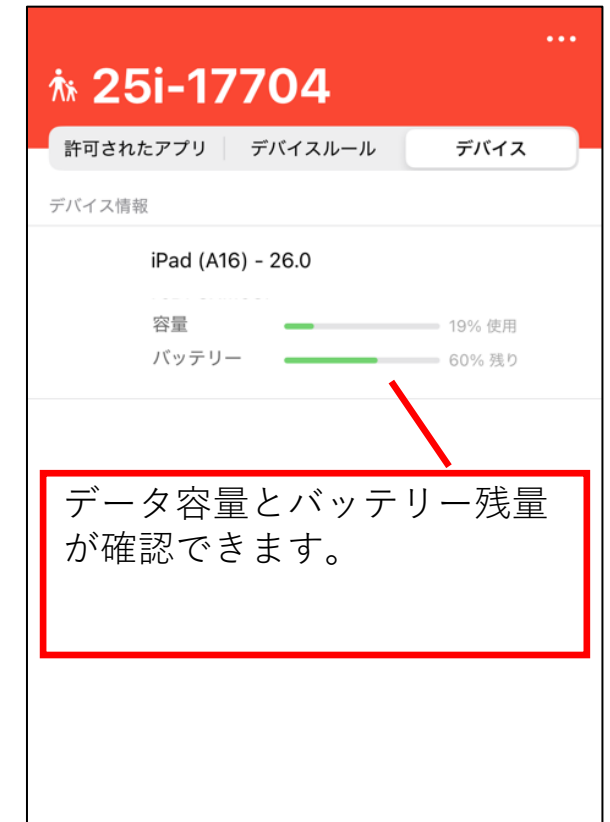 25i-17704
許可されたアプリ デバイスルール デバイス
デバイス情報
iPad (A16) - 26.0
容量 19% 使用
バッテリー 60% 残り
データ容量とバッテリー残量
が確認できます。